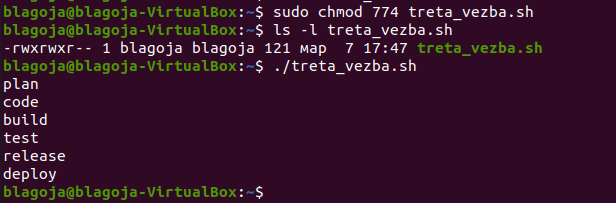 blagoja@blagoja-VirtualBox:~$ sudo chmod 774 treta_vezba.sh
blagoja@blagoja-VirtualBox:~$ ls -l treta_vezba.sh
-rwxrwxr-- 1 blagoja blagoja 121 мар  7 17:47 treta_vezba.sh
blagoja@blagoja-VirtualBox:~$ ./treta_vezba.sh
plan
code
build
test
release
deploy
blagoja@blagoja-VirtualBox:~$